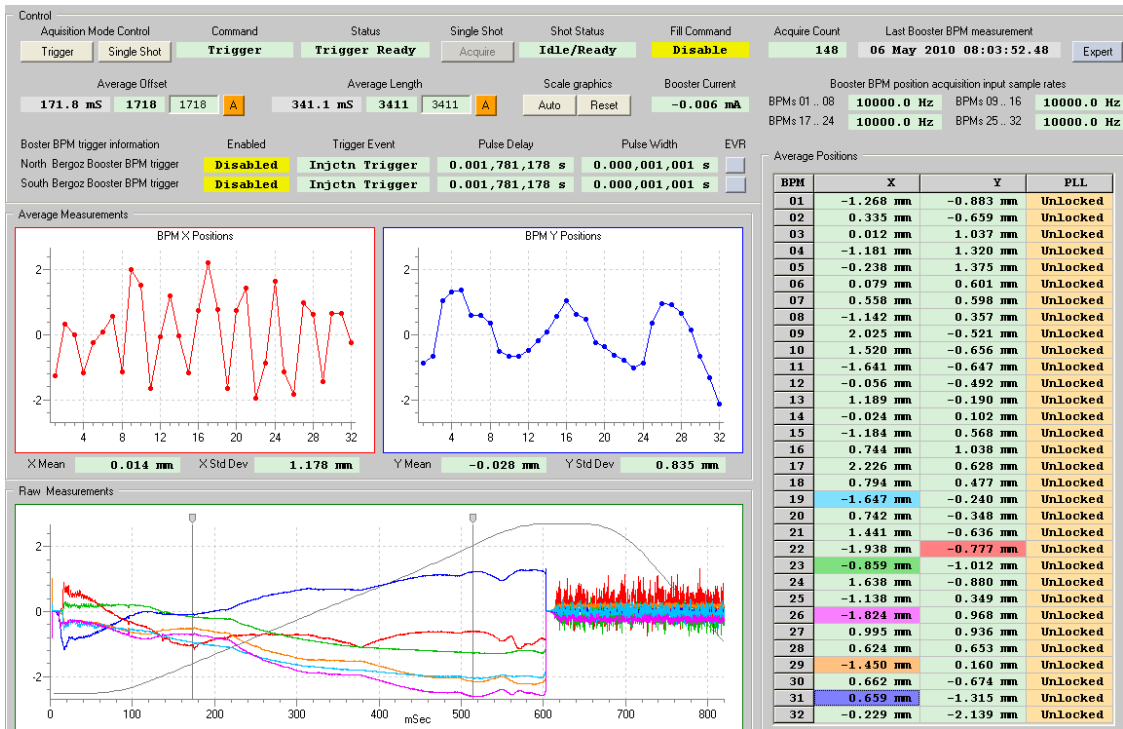 Control
Aquisition Mode Control Command Status Single Shot Shot Status Fill Command Acquire Count Last Booster BPM measurement
Trigger Single Shot Trigger Trigger Ready Acquire Idle/Ready Disable 148 06 May 2010 08:03:52.48 Expert
Average Offset Average Length Scale graphics Booster Current Booster BPM position acquisition input sample rates
171.8 mS 1718 1718 A 341.1 mS 3411 3411 A Auto Reset -0.006 mA BPMs 01 .. 08 10000.0 Hz BPMs 09 .. 16 10000.0 Hz
BPMs 17 .. 24 10000.0 Hz BPMs 25 .. 32 10000.0 Hz
Boster BPM trigger information Enabled Trigger Event Pulse Delay Pulse Width EVR
North Bergoz Booster BPM trigger Disabled Injctn Trigger 0.001,781,178 s 0.000,001,001 s
South Bergoz Booster BPM trigger Disabled Injctn Trigger 0.001,781,178 s 0.000,001,001 s
Average Measurements
BPM X Positions
2
0
-2
4 8 12 16 20 24 28 32
X Mean 0.014 mm X Std Dev 1.178 mm
BPM Y Positions
2
0
-2
4 8 12 16 20 24 28 32
Y Mean -0.028 mm Y Std Dev 0.835 mm
Raw Measurements
2
0
-2
0 100 200 300 400 500 600 700 800
mSec
Average Positions
BPM X Y PLL
01 -1.268 mm -0.883 mm Unlocked
02 0.335 mm -0.659 mm Unlocked
03 0.012 mm 1.037 mm Unlocked
04 -1.181 mm 1.320 mm Unlocked
05 -0.238 mm 1.375 mm Unlocked
06 0.079 mm 0.601 mm Unlocked
07 0.558 mm 0.598 mm Unlocked
08 -1.142 mm 0.357 mm Unlocked
09 2.025 mm -0.521 mm Unlocked
10 1.520 mm -0.656 mm Unlocked
11 -1.641 mm -0.647 mm Unlocked
12 -0.056 mm -0.492 mm Unlocked
13 1.189 mm -0.190 mm Unlocked
14 -0.024 mm 0.102 mm Unlocked
15 -1.184 mm 0.568 mm Unlocked
16 0.744 mm 1.038 mm Unlocked
17 2.226 mm 0.628 mm Unlocked
18 0.794 mm 0.477 mm Unlocked
19 -1.647 mm -0.240 mm Unlocked
20 0.742 mm -0.348 mm Unlocked
21 1.441 mm -0.636 mm Unlocked
22 -1.938 mm -0.777 mm Unlocked
23 -0.859 mm -1.012 mm Unlocked
24 1.638 mm -0.880 mm Unlocked
25 -1.138 mm 0.349 mm Unlocked
26 -1.824 mm 0.968 mm Unlocked
27 0.995 mm 0.936 mm Unlocked
28 0.624 mm 0.653 mm Unlocked
29 -1.450 mm 0.160 mm Unlocked
30 0.662 mm -0.674 mm Unlocked
31 0.659 mm -1.315 mm Unlocked
32 -0.229 mm -2.139 mm Unlocked